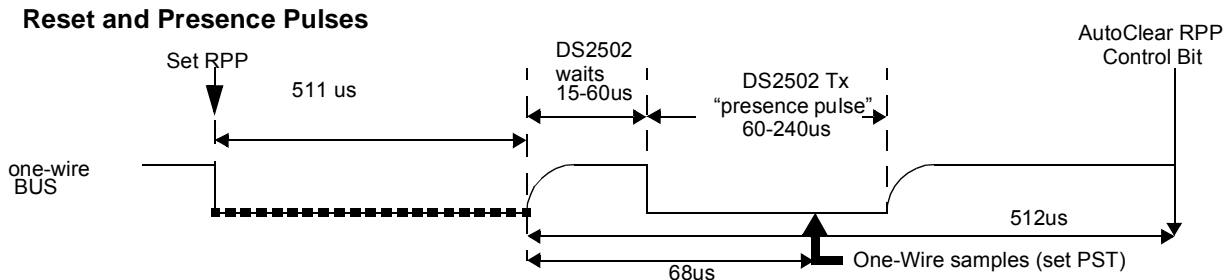 Reset and Presence Pulses
AutoClear RPP
Control Bit
Set RPP
511 us
DS2502
waits
15-60us
DS2502 Tx
“presence pulse”
60-240us
one-wire
BUS
512us
68us
One-Wire samples (set PST)